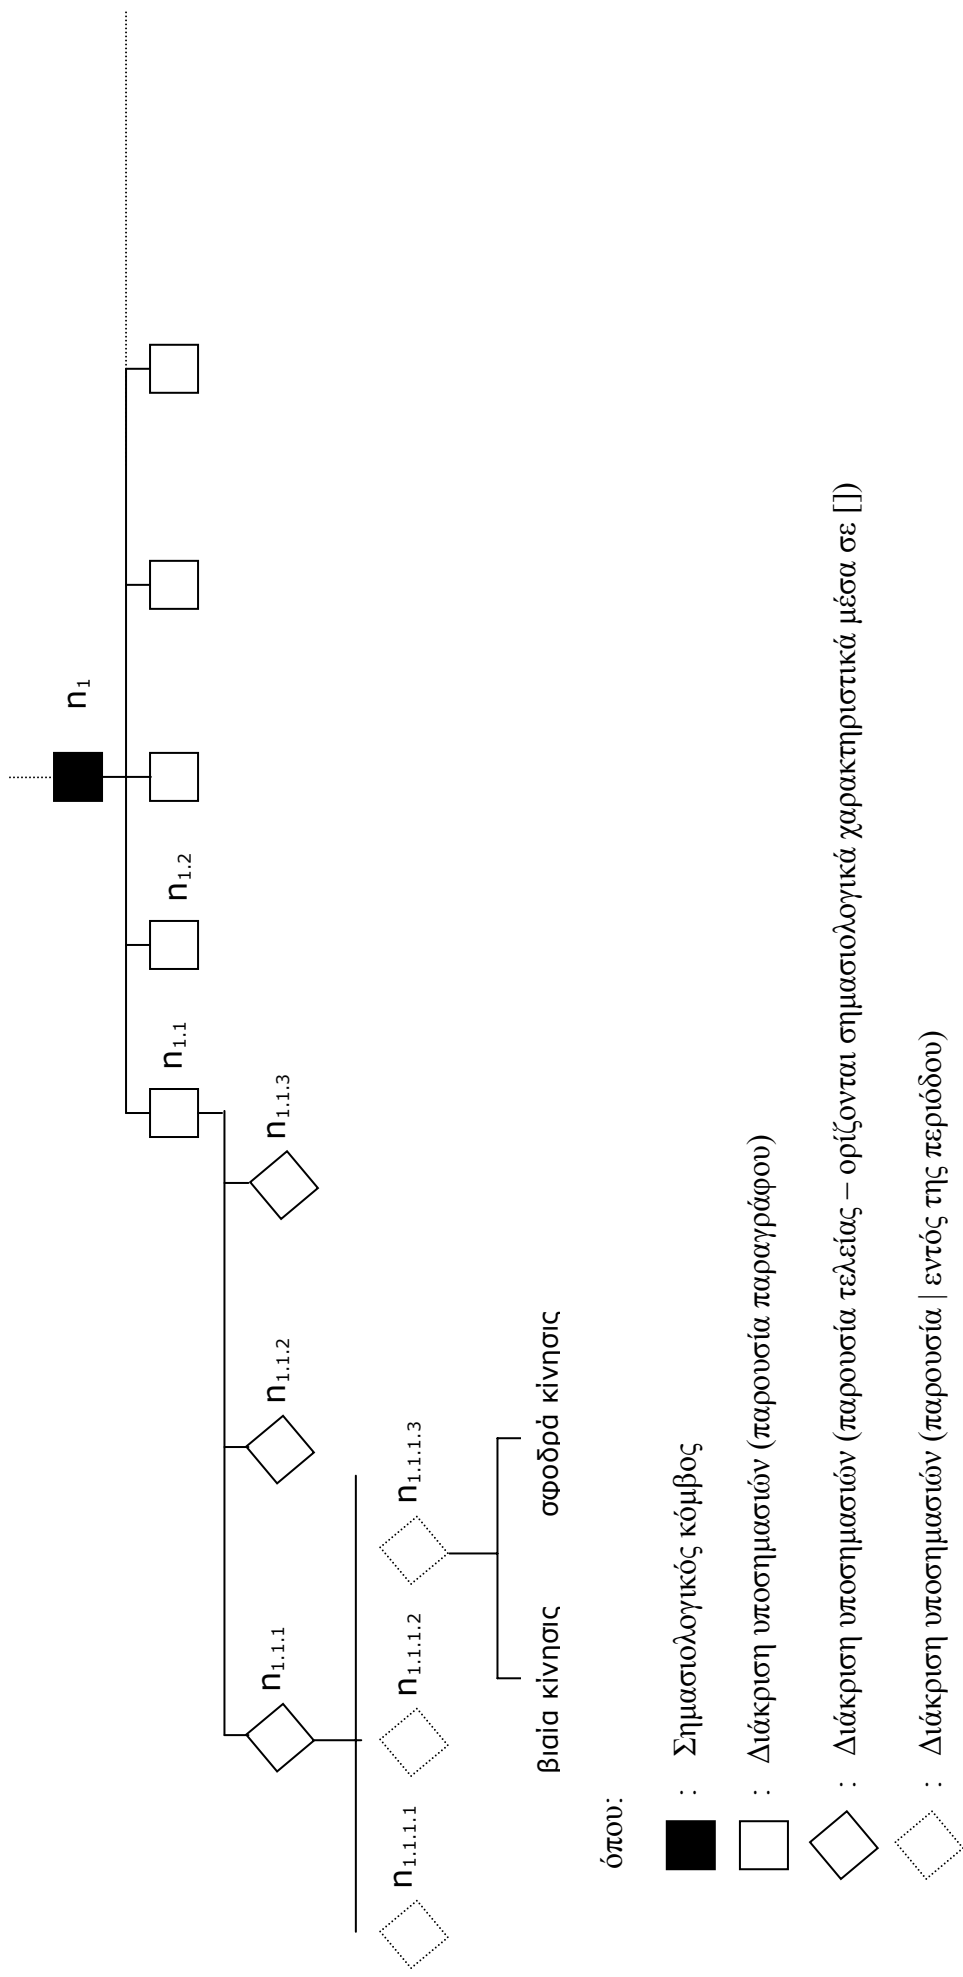 n₁
n₁.₁ n₁.₂
n₁.₁.₁ n₁.₁.₂ n₁.₁.₃
n₁.₁.₁.₁ n₁.₁.₁.₂ n₁.₁.₁.₃
βιαία κίνησις σφοδρά κίνησις
όπου:
: Σημασιολογικός κόμβος
: Διάκριση υποσημασιών (παρουσία παραγράφου)
: Διάκριση υποσημασιών (παρουσία τελείας – ορίζονται σημασιολογικά χαρακτηριστικά μέσα σε [])
: Διάκριση υποσημασιών (παρουσία | εντός της περιόδου)